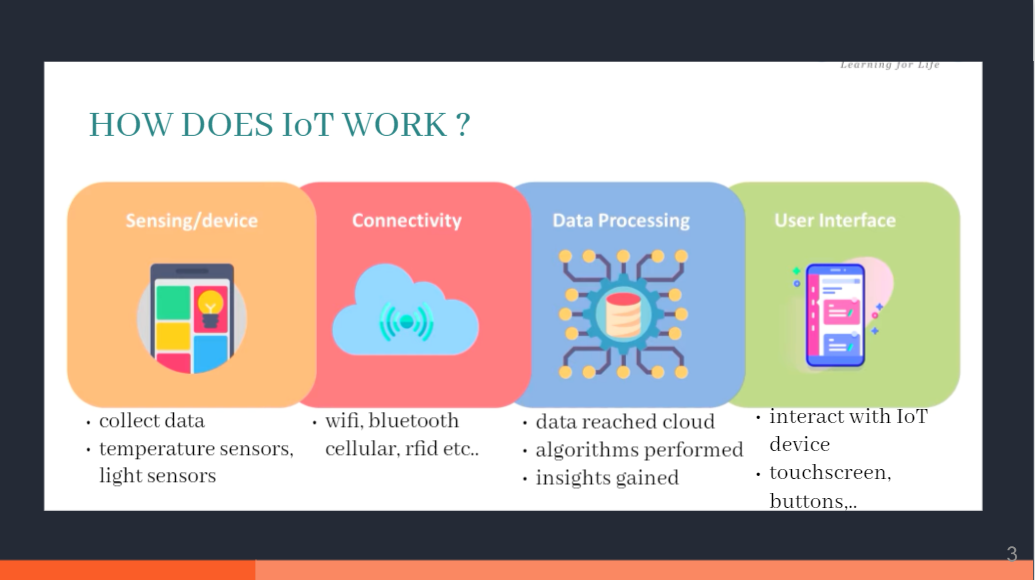 Learning for Life
HOW DOES IoT WORK ?
Sensing/device
Connectivity
Data Processing
User Interface
• collect data
• temperature sensors,
light sensors
• wifi, bluetooth
cellular, rfid etc..
• data reached cloud
• algorithms performed
• insights gained
• interact with IoT
device
• touchscreen,
buttons,..
3